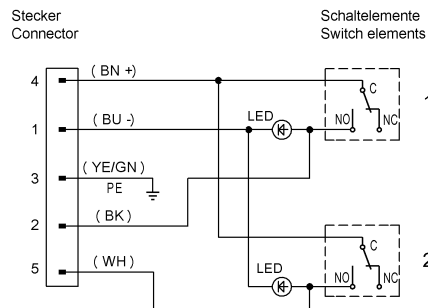 Stecker
Connector
Schaltelemente
Switch elements
4 ( BN +)
C
NO NC
1 ( BU -) LED
3 ( YE/GN )
PE
2 ( BK )
C
2
5 ( WH ) LED NO NC